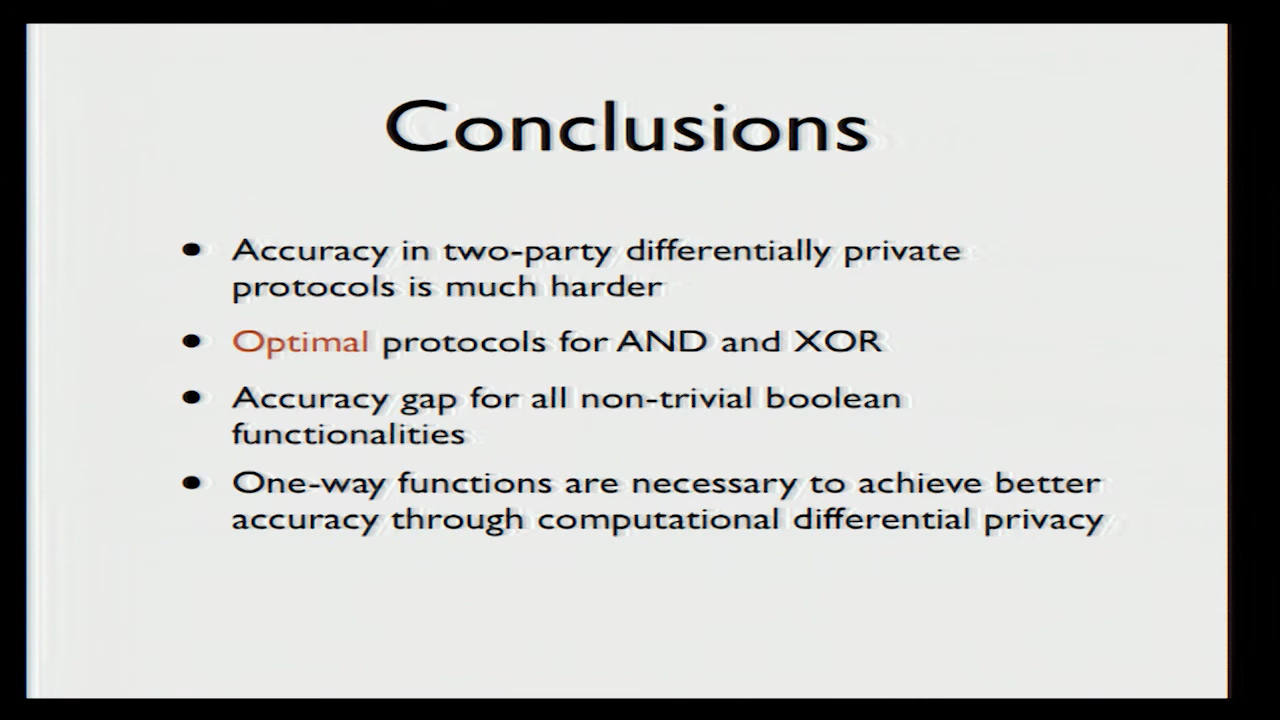 Conclusions
• Accuracy in two-party differentially private
protocols is much harder
• Optimal protocols for AND and XOR
• Accuracy gap for all non-trivial boolean
functionalities
• One-way functions are necessary to achieve better
accuracy through computational differential privacy